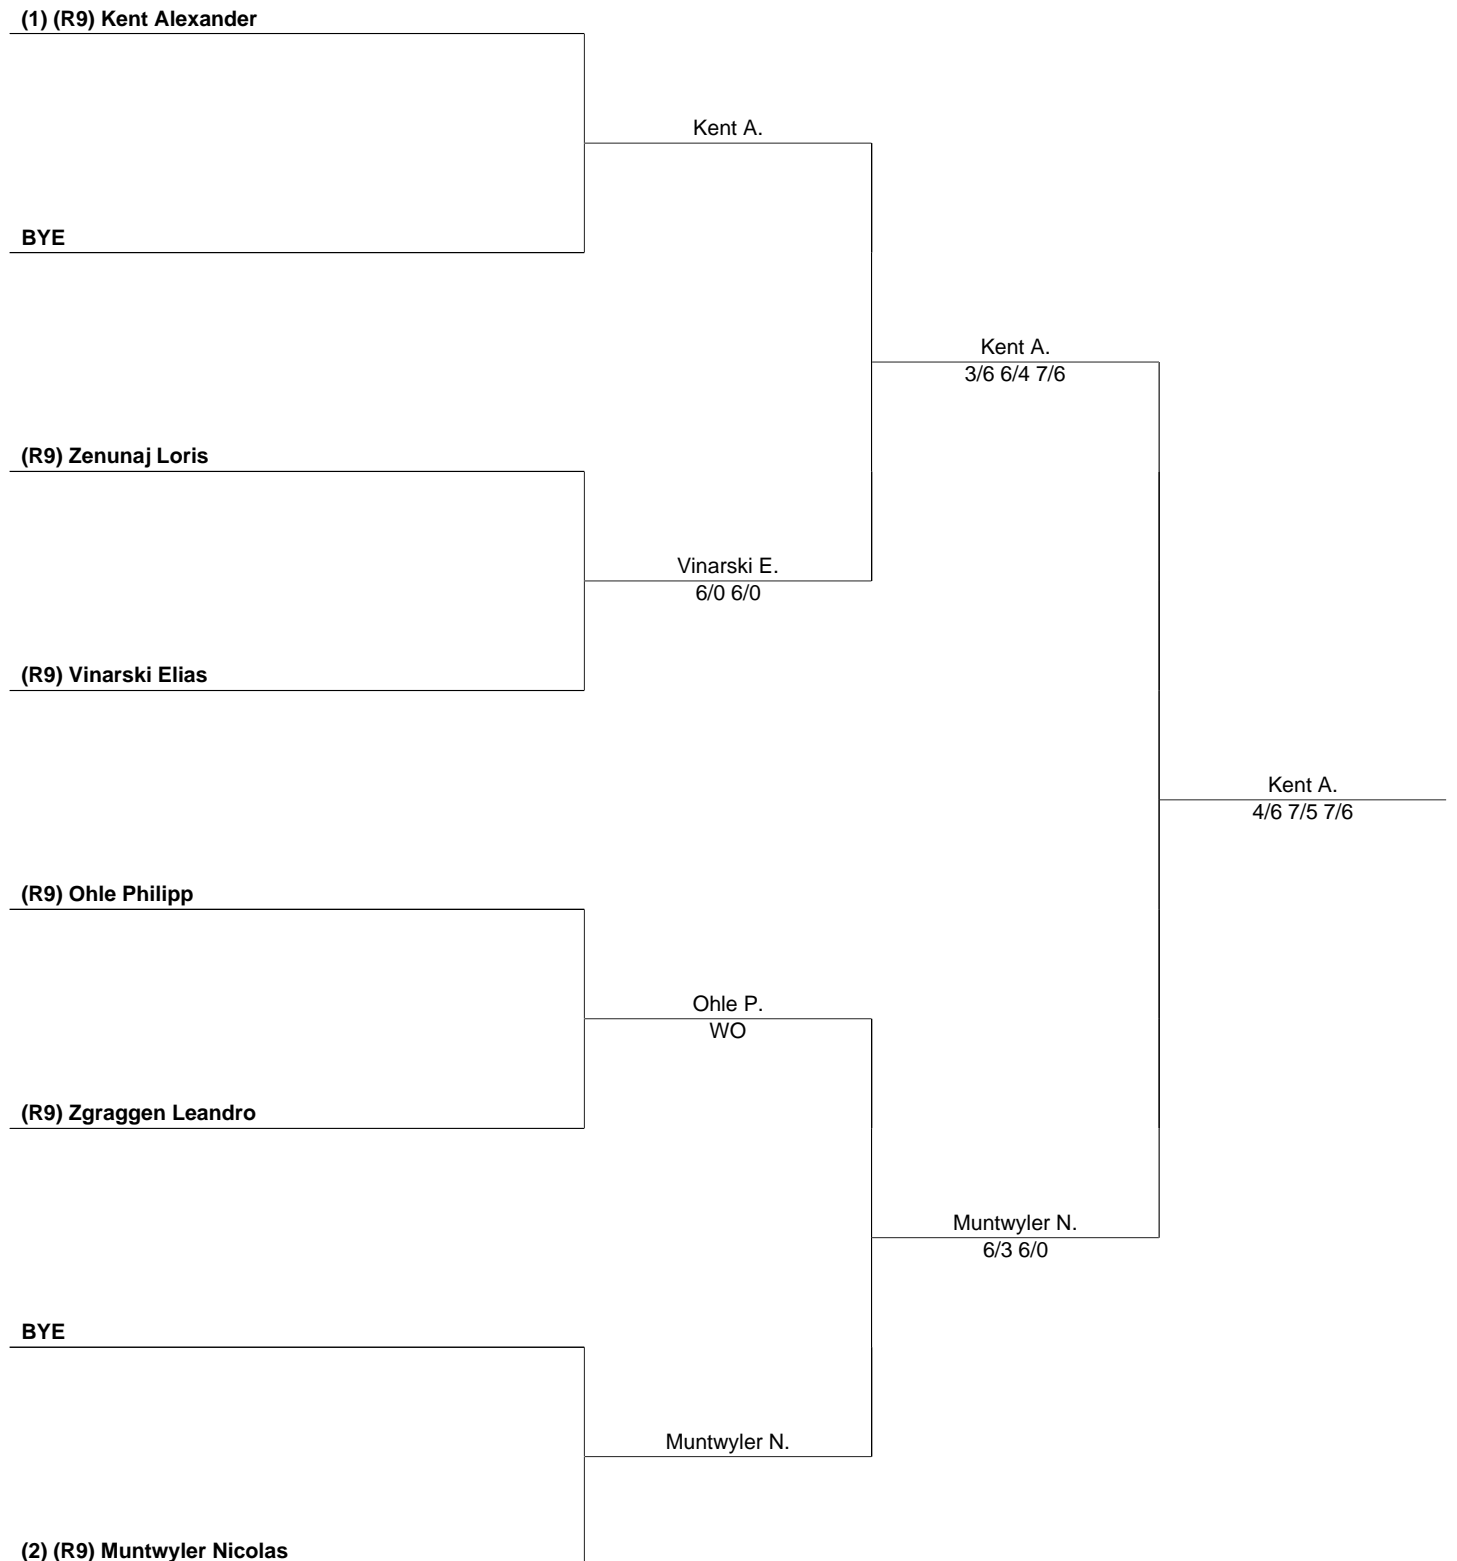 (1) (R9) Kent Alexander
Kent A.
BYE
Kent A.
3/6 6/4 7/6
(R9) Zenunaj Loris
Vinarski E.
6/0 6/0
(R9) Vinarski Elias
Kent A.
4/6 7/5 7/6
(R9) Ohle Philipp
Ohle P.
WO
(R9) Zgraggen Leandro
Muntwyler N.
6/3 6/0
BYE
Muntwyler N.
(2) (R9) Muntwyler Nicolas